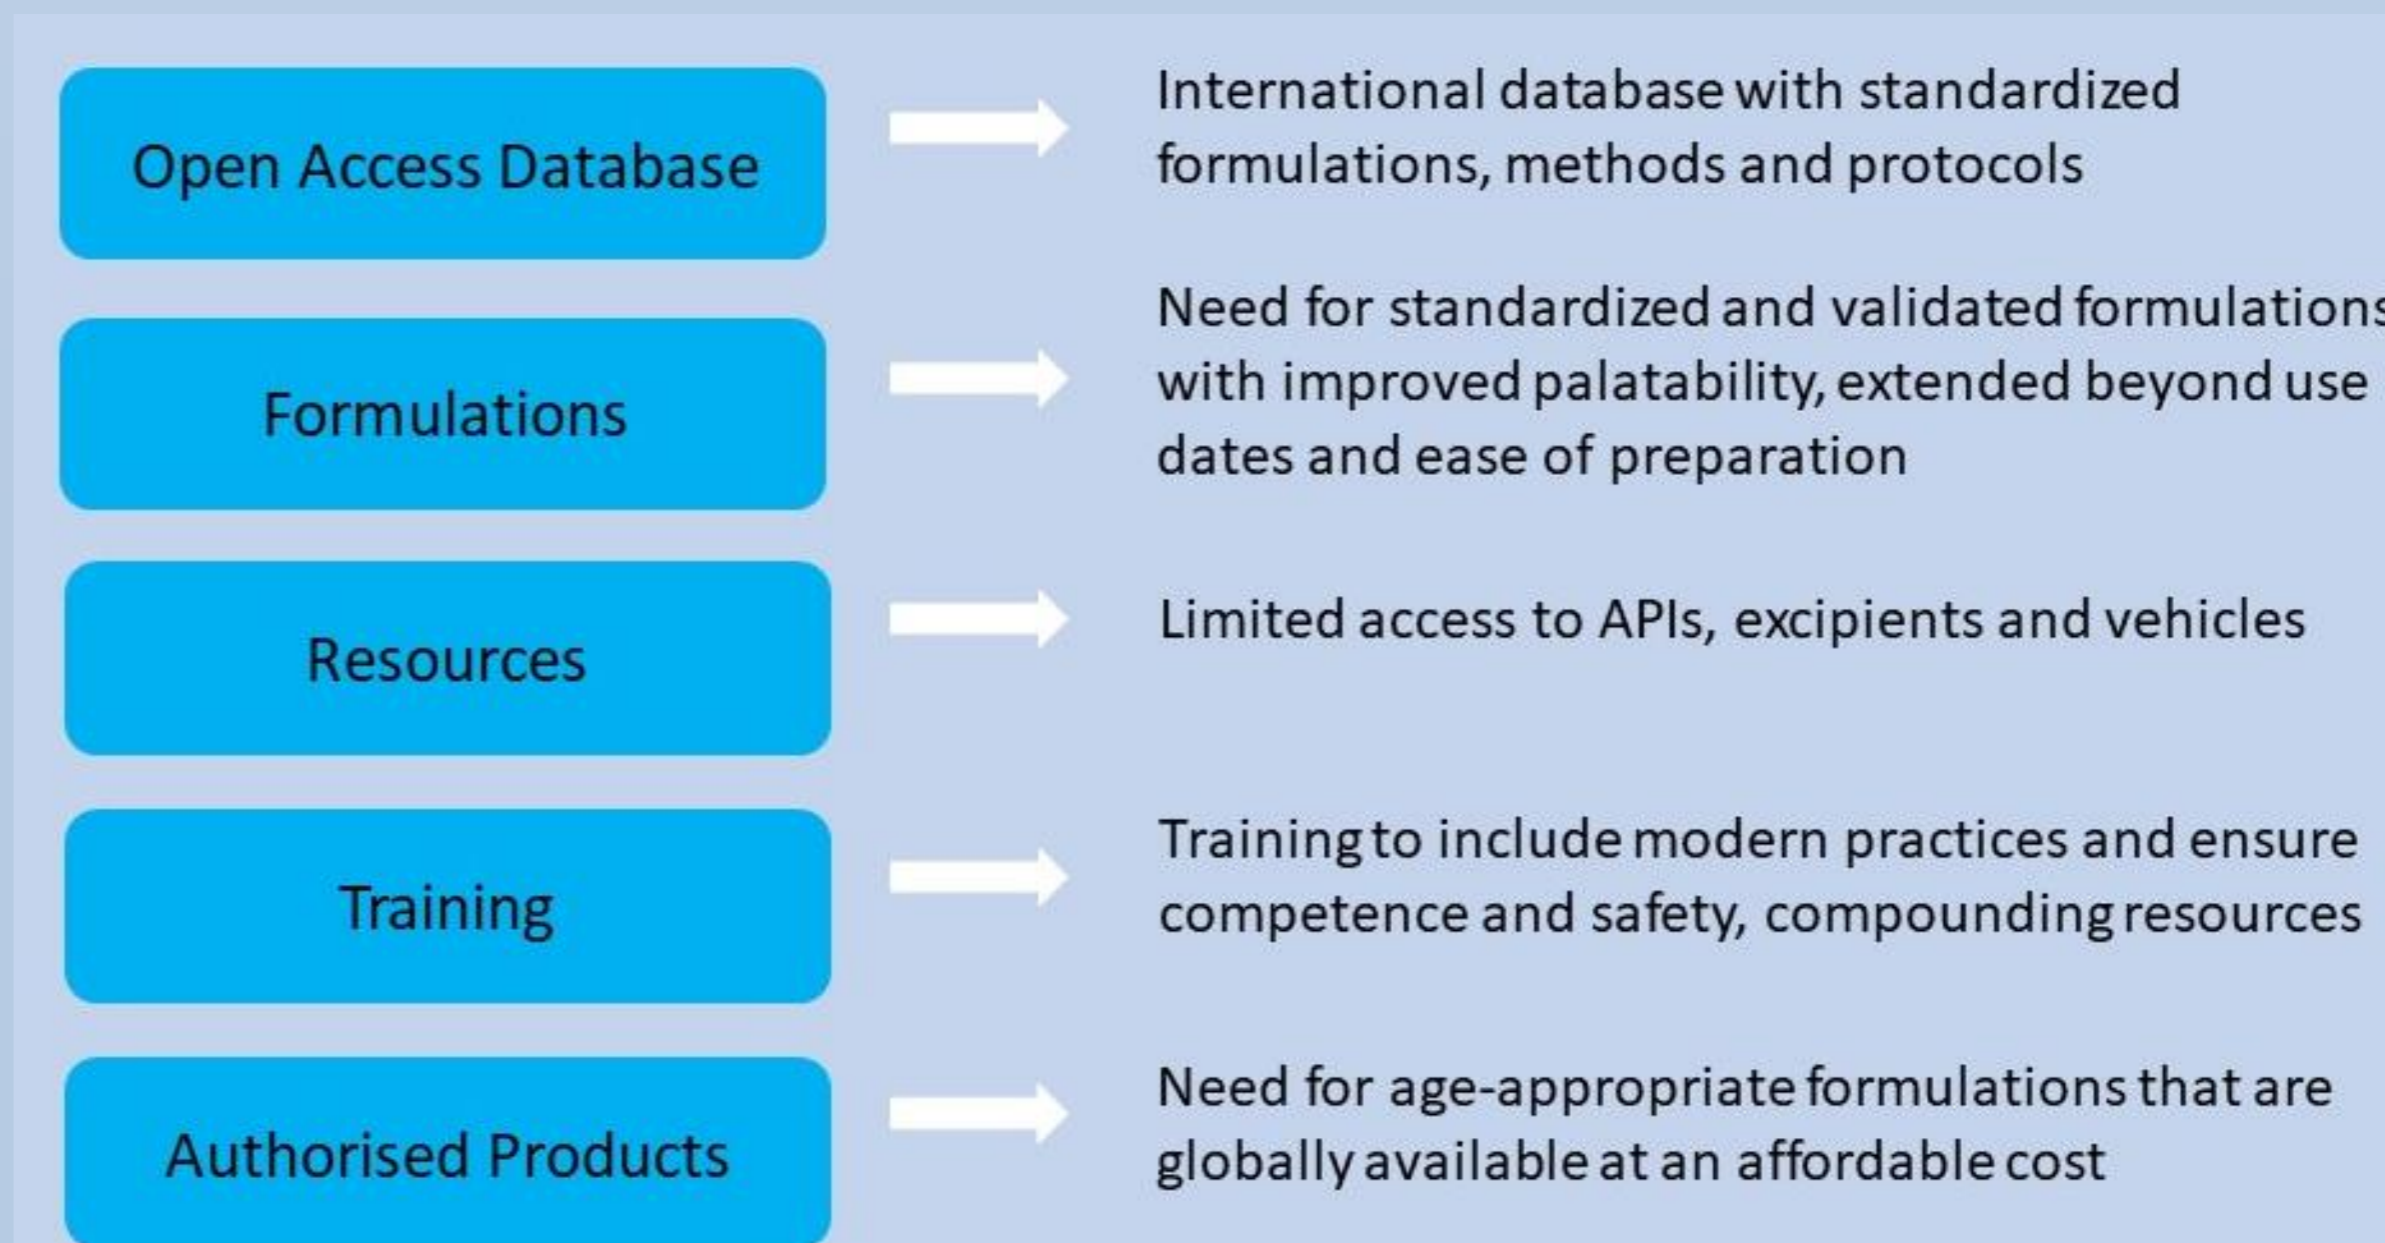 Open Access Database
International database with standardized
formulations, methods and protocols
Formulations
Need for standardized and validated formulations
with improved palatability, extended beyond use
dates and ease of preparation
Resources
Limited access to APIs, excipients and vehicles
Training
Training to include modern practices and ensure
competence and safety, compounding resources
Authorised Products
Need for age-appropriate formulations that are
globally available at an affordable cost